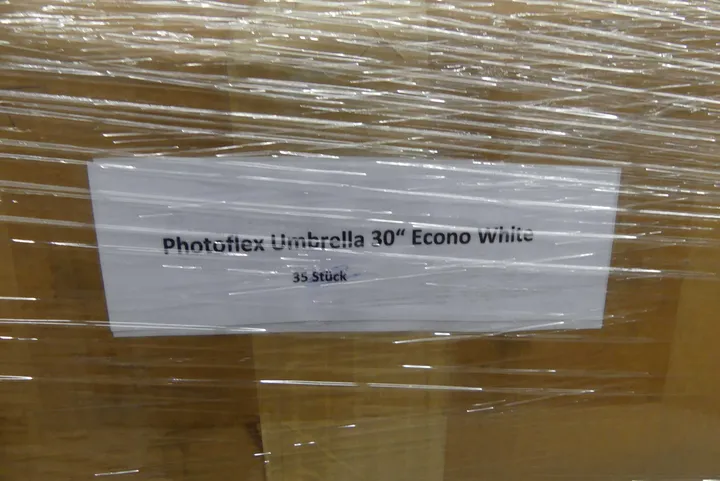 Photoflex Umbrella 30“ Econo White
35 Stück